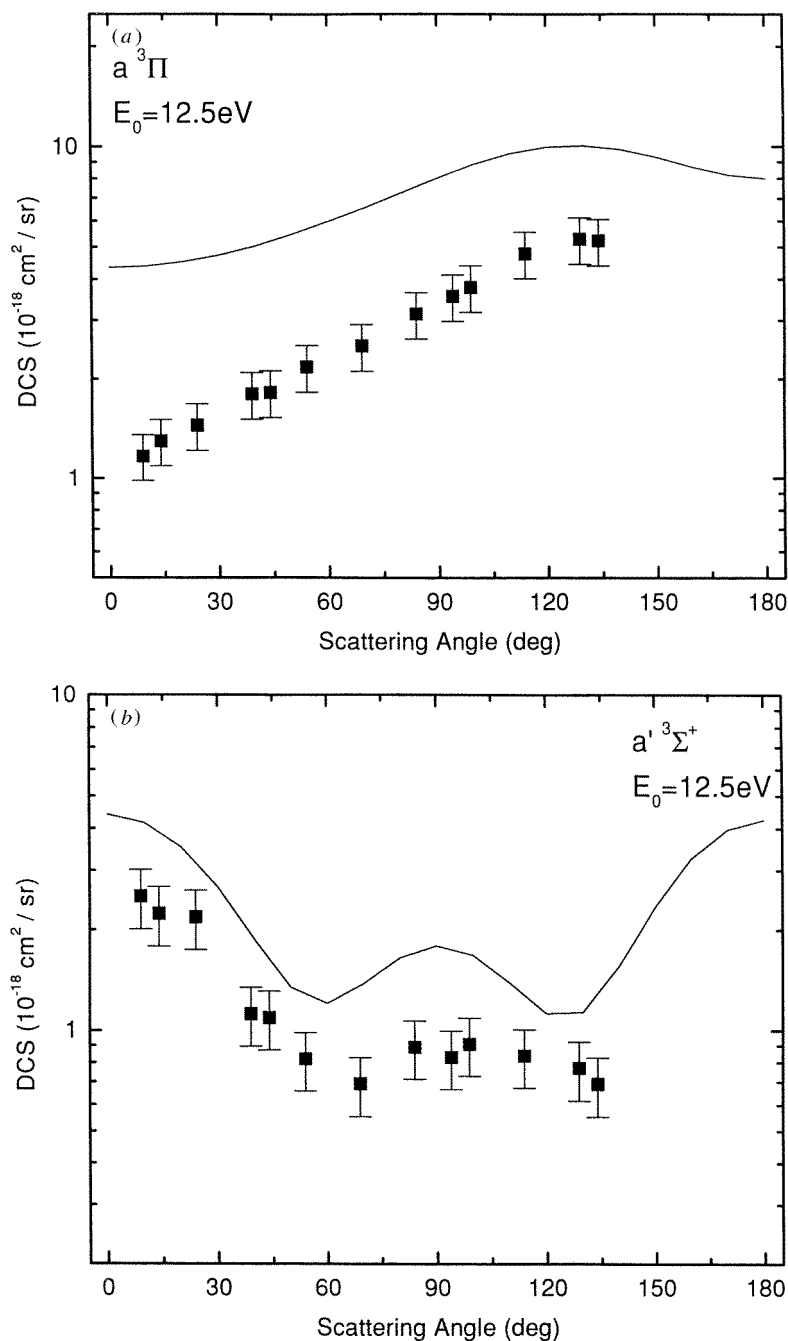 (a)
a ³Π
E₀=12.5eV
10
1
DCS (10⁻¹⁸ cm² / sr)
0 30 60 90 120 150 180
Scattering Angle (deg)
10
(b)
a' ³Σ⁺
E₀=12.5eV
1
DCS (10⁻¹⁸ cm² / sr)
0 30 60 90 120 150 180
Scattering Angle (deg)